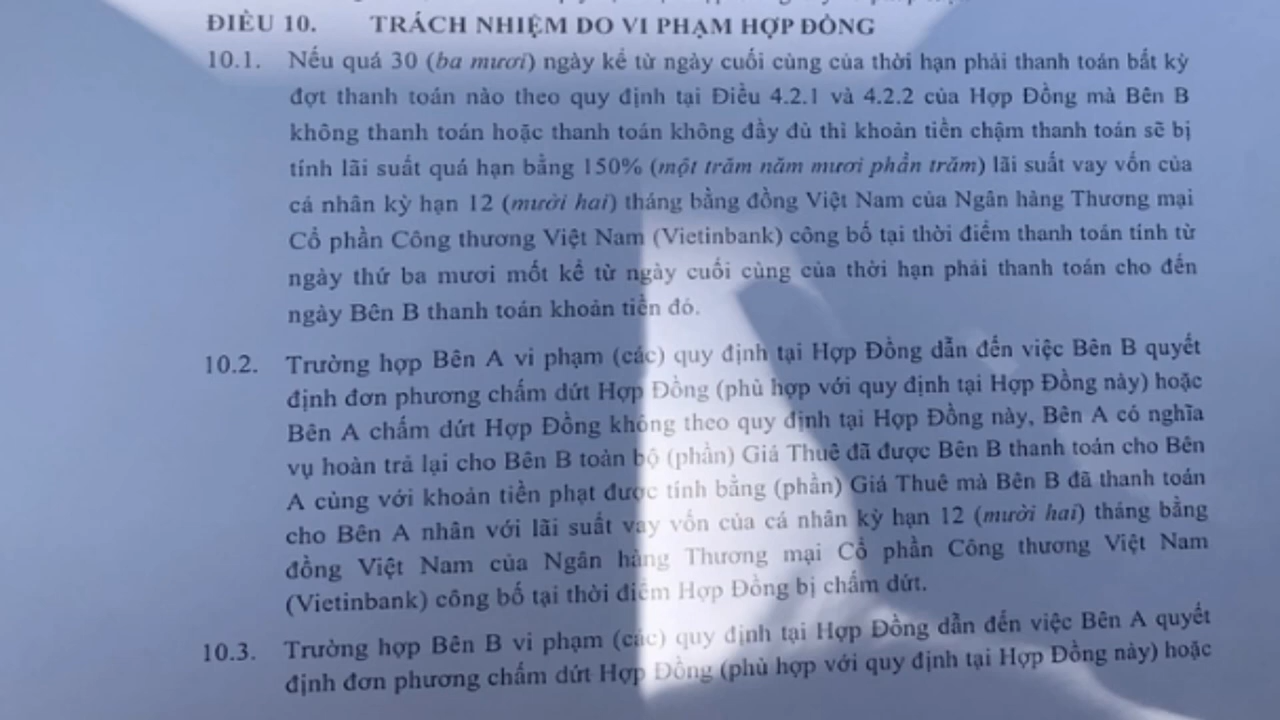 ĐIỀU 10. TRÁCH NHIỆM DO VI PHẠM HỢP ĐỒNG
10.1. Nếu quá 30 (ba mươi) ngày kể từ ngày cuối cùng của thời hạn phải thanh toán bất kỳ
đợt thanh toán nào theo quy định tại Điều 4.2.1 và 4.2.2 của Hợp Đồng mà Bên B
không thanh toán hoặc thanh toán không đầy đủ thì khoản tiền chậm thanh toán sẽ bị
tính lãi suất quá hạn bằng 150% (một trăm năm mươi phần trăm) lãi suất vay vốn của
cá nhân kỳ hạn 12 (mười hai) tháng bằng đồng Việt Nam của Ngân hàng Thương mại
Cổ phần Công thương Việt Nam (Vietinbank) công bố tại thời điểm thanh toán tính từ
ngày thứ ba mươi mốt kể từ ngày cuối cùng của thời hạn phải thanh toán cho đến
ngày Bên B thanh toán khoản tiền đó.
10.2. Trường hợp Bên A vi phạm (các) quy định tại Hợp Đồng dẫn đến việc Bên B quyết
định đơn phương chấm dứt Hợp Đồng (phù hợp với quy định tại Hợp Đồng này) hoặc
Bên A chấm dứt Hợp Đồng không theo quy định tại Hợp Đồng này, Bên A có nghĩa
vụ hoàn trả lại cho Bên B toàn bộ (phần) Giá Thuê đã được Bên B thanh toán cho Bên
A cùng với khoản tiền phạt được tính bằng (phần) Giá Thuê mà Bên B đã thanh toán
cho Bên A nhân với lãi suất vay vốn của cá nhân kỳ hạn 12 (mười hai) tháng bằng
đồng Việt Nam của Ngân hàng Thương mại Cổ phần Công thương Việt Nam
(Vietinbank) công bố tại thời điểm Hợp Đồng bị chấm dứt.
10.3. Trường hợp Bên B vi phạm (các) quy định tại Hợp Đồng dẫn đến việc Bên A quyết
định đơn phương chấm dứt Hợp Đồng (phù hợp với quy định tại Hợp Đồng này) hoặc